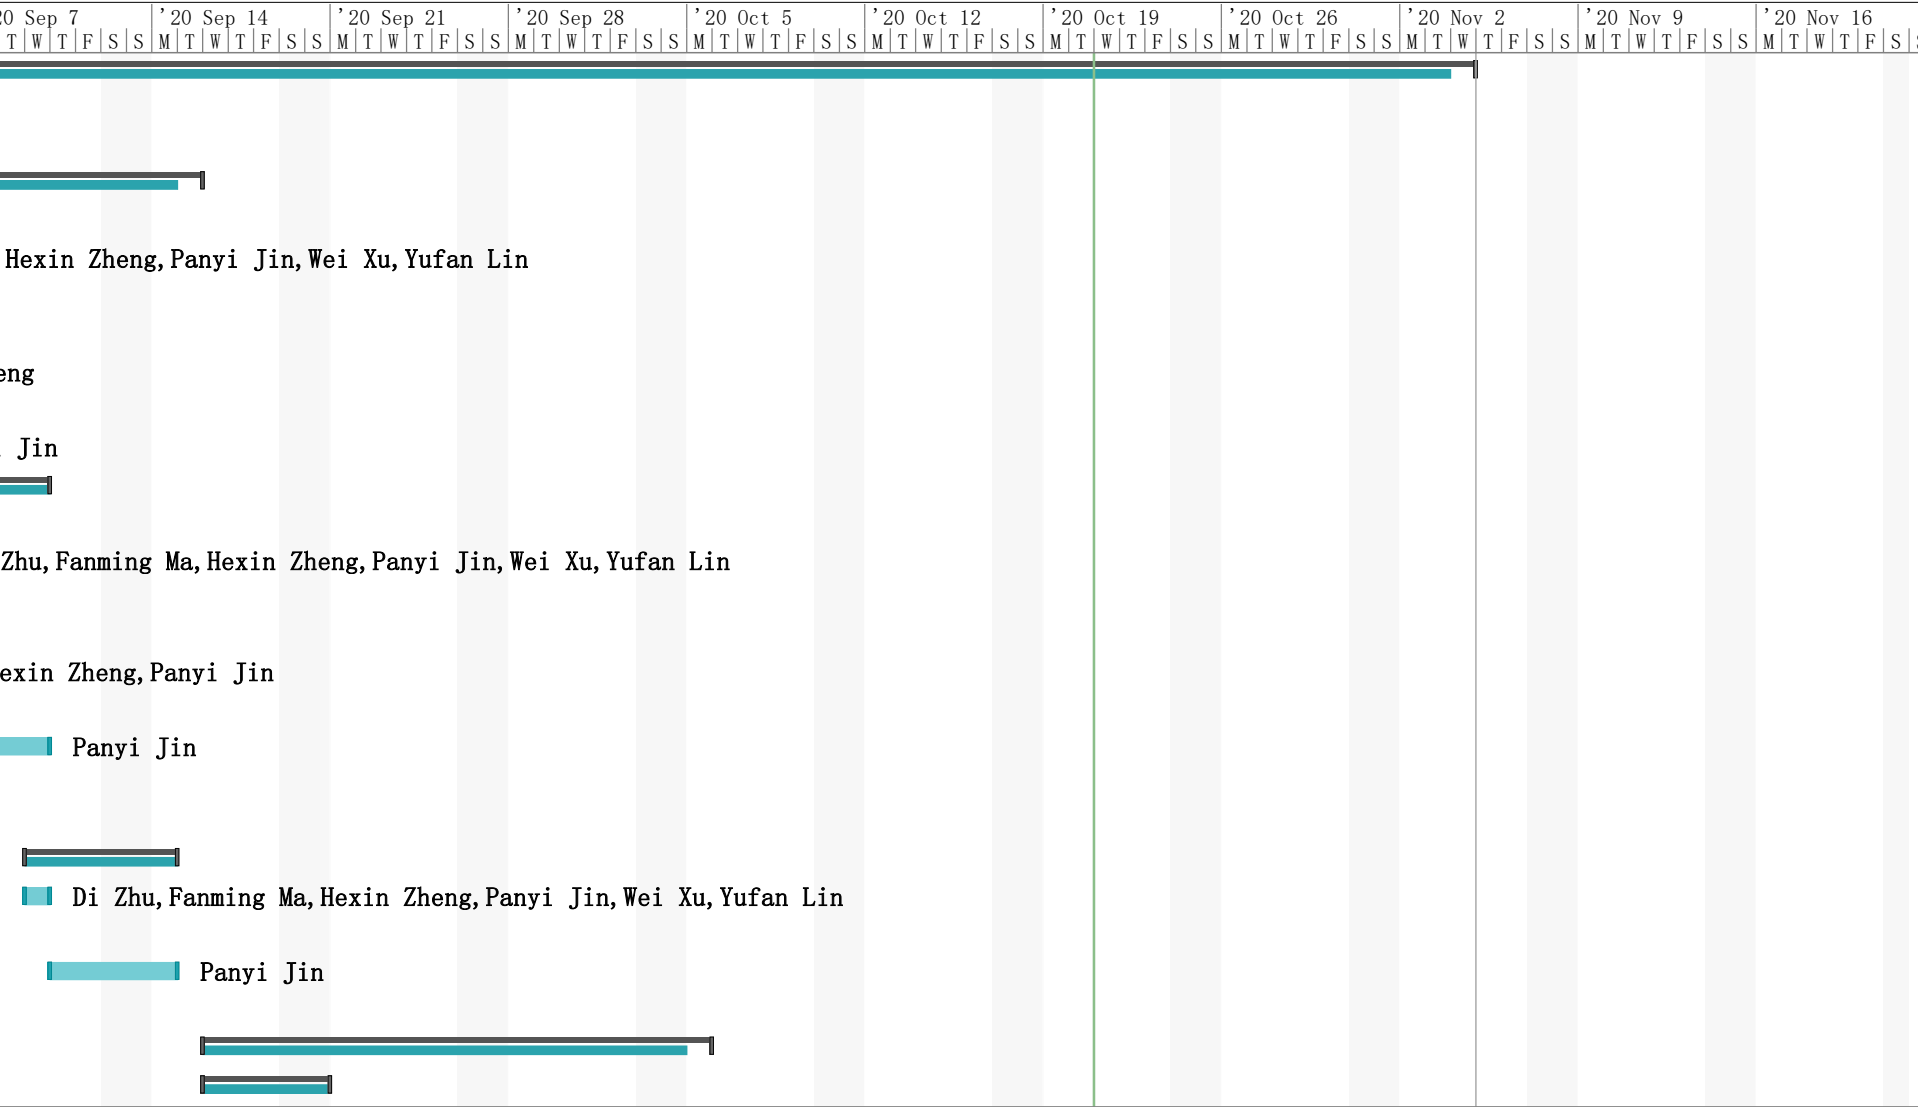 20 Sep 7 '20 Sep 14 '20 Sep 21 '20 Sep 28 '20 Oct 5 '20 Oct 12 '20 Oct 19 '20 Oct 26 '20 Nov 2 '20 Nov 9 '20 Nov 16
T W T F S S M T W T F S S M T W T F S S M T W T F S S M T W T F S S M T W T F S S M T W T F S S M T W T F S S M T W T F S S M T W T F S S M T W T F S
Hexin Zheng,Panyi Jin,Wei Xu,Yufan Lin
eng
Jin
Zhu,Fanming Ma,Hexin Zheng,Panyi Jin,Wei Xu,Yufan Lin
exin Zheng,Panyi Jin
Panyi Jin
Di Zhu,Fanming Ma,Hexin Zheng,Panyi Jin,Wei Xu,Yufan Lin
Panyi Jin